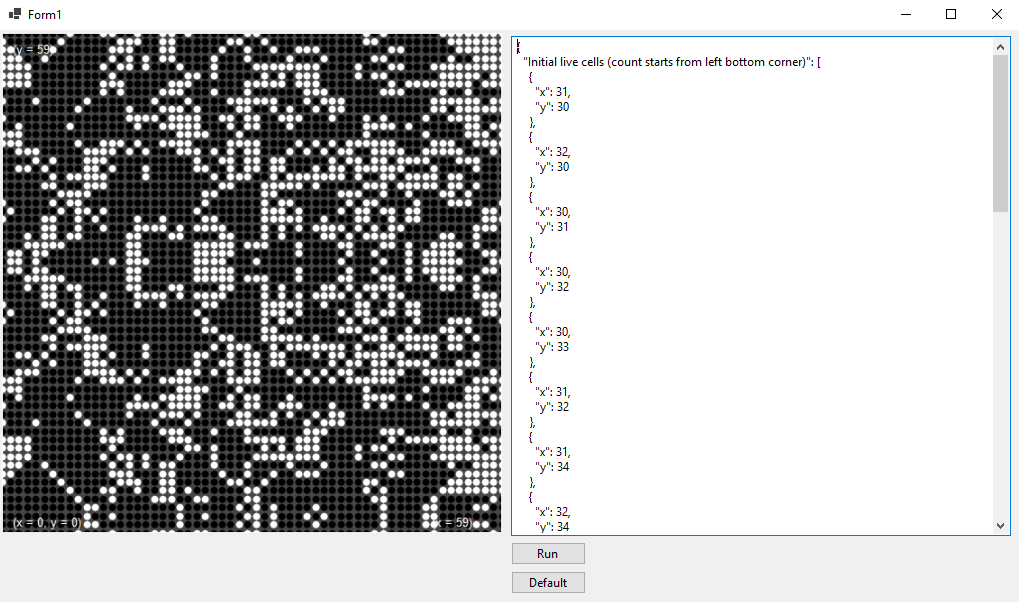 Form1
(y = 59)
(x = 0, y = 0)
x = 59)
{
"Initial live cells (count starts from left bottom corner)": [
{
"x": 31,
"y": 30
},
{
"x": 32,
"y": 30
},
{
"x": 30,
"y": 31
},
{
"x": 30,
"y": 32
},
{
"x": 30,
"y": 33
},
{
"x": 31,
"y": 32
},
{
"x": 31,
"y": 34
},
{
"x": 32,
"y": 34
Run
Default